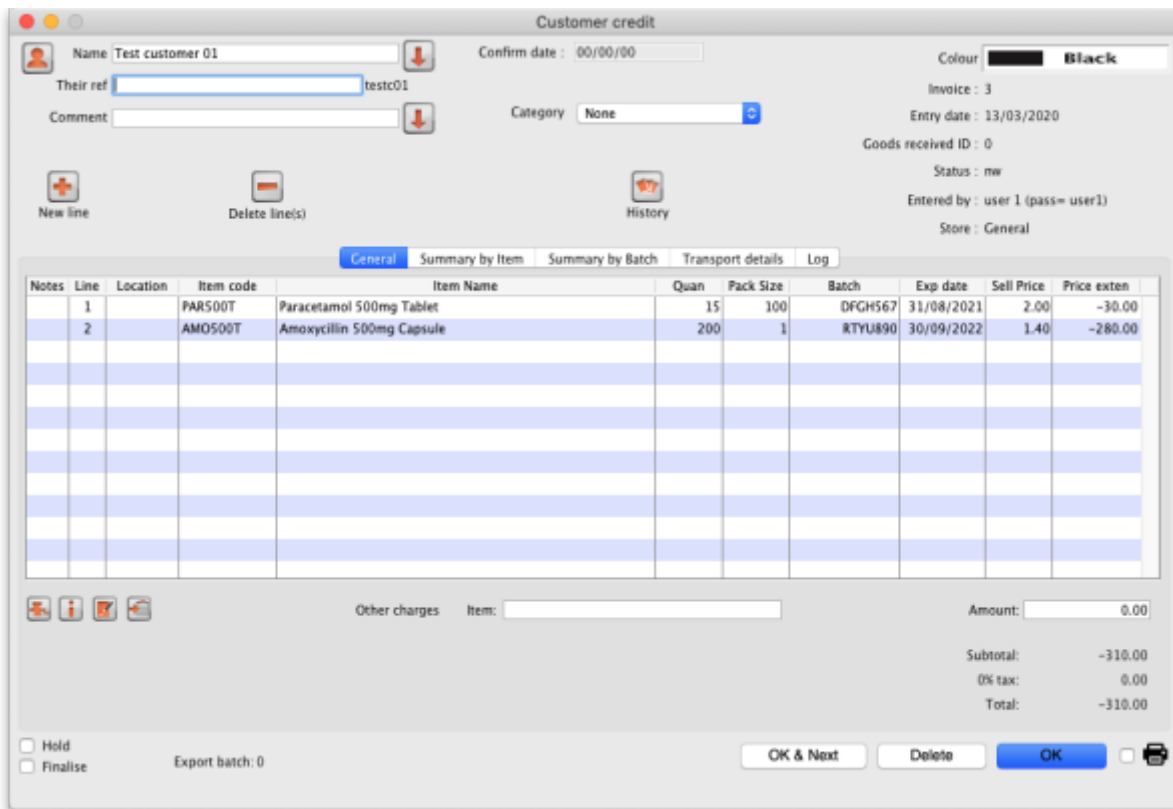 Customer credit
Name Test customer 01
Confirm date : 00/00/00
Colour Black
Their ref testc01
Invoice : 3
Comment
Category None
Entry date : 13/03/2020
Goods received ID : 0
Status : nw
New line
Delete line(s)
History
Entered by : user 1 (pass= user1)
Store : General
General Summary by Item Summary by Batch Transport details Log
Notes Line Location Item code Item Name Quan Pack Size Batch Exp date Sell Price Price exten
1 PAR500T Paracetamol 500mg Tablet 15 100 DFGH567 31/08/2021 2.00 -30.00
2 AMO500T Amoxycillin 500mg Capsule 200 1 RTYU890 30/09/2022 1.40 -280.00
Other charges Item: Amount: 0.00
Subtotal: -310.00
0% tax: 0.00
Total: -310.00
Hold
Finalise
Export batch: 0
OK & Next
Delete
OK